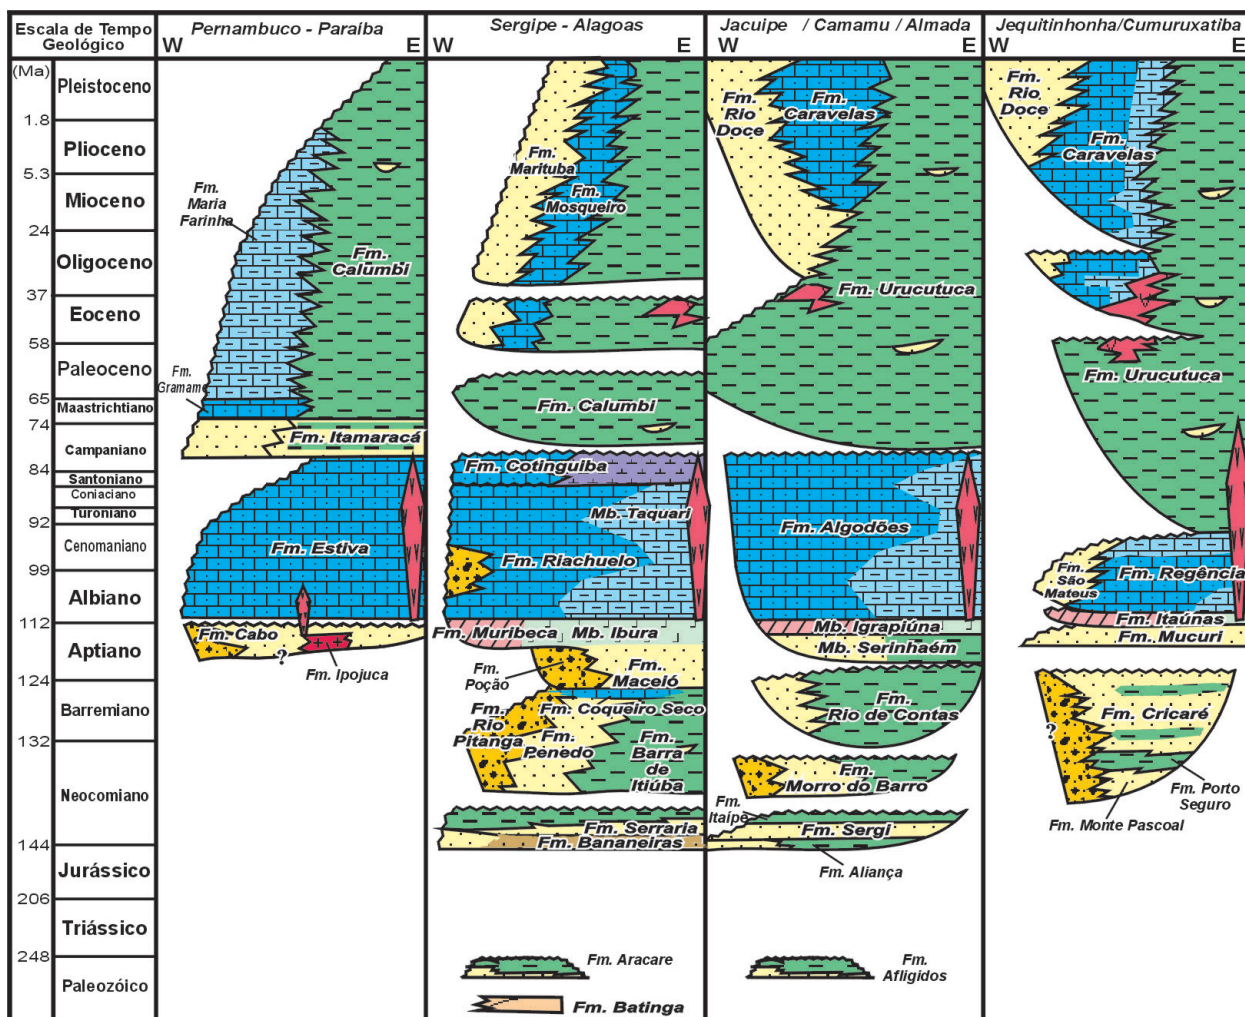 Escala de Tempo
Geológico
Pernambuco - Paraíba
W
E
Sergipe - Alagoas
W
E
Jacuipe / Camamu / Almada
W
E
Jequitinhonha/Cumuruxatiba
W
E
(Ma)
Pleistoceno
1.8
Plioceno
5.3
Mioceno
24
Oligoceno
37
Eoceno
58
Paleoceno
65
Maastrichtiano
74
Campaniano
84
Santoniano
Coniaciano
Turoniano
92
Cenomaniano
99
Albiano
112
Aptiano
124
Barremiano
132
Neocomiano
144
Jurássico
206
Triássico
248
Paleozóico
Fm.
Maria
Farinha
Fm.
Calumbi
Fm.
Gramame
Fm. Itamaracá
Fm. Estiva
Fm. Cabo
?
Fm. Ipojuca
Fm.
Marituba
Fm.
Mosqueiro
Fm. Calumbi
Fm. Cotinguiba
Mb. Taquari
Fm. Riachuelo
Fm. Muribeca
Mb. Ibura
Fm.
Poção
Fm.
Maceió
Fm. Coqueiro Seco
Fm.
Rio
Pitanga
Fm.
Penedo
Fm.
Barra
de
Itiúba
Fm. Serraria
Fm. Bananeiras
Fm. Aracare
Fm. Batinga
Fm.
Rio
Doce
Fm.
Caravelas
Fm. Urucutuca
Fm. Algodões
Mb. Igrapiúna
Mb. Serinhaém
Fm.
Rio de Contas
Fm.
Morro do Barro
Fm.
Itaípe
Fm. Sergi
Fm. Aliança
Fm.
Afligidos
Fm.
Rio
Doce
Fm.
Caravelas
Fm. Urucutuca
Fm.
São
Mateus
Fm. Regência
Fm. Itaúnas
Fm. Mucuri
Fm. Cricaré
?
Fm. Porto
Seguro
Fm. Monte Pascoal